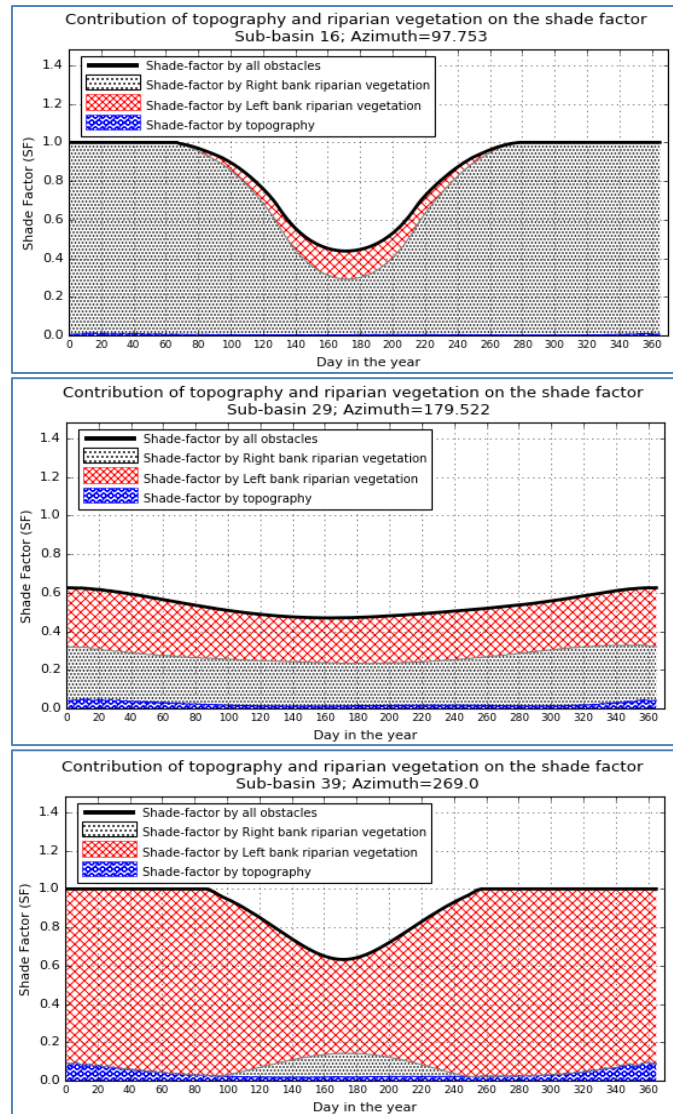 Contribution of topography and riparian vegetation on the shade factor
Sub-basin 16; Azimuth=97.753
1.4
1.2
1.0
0.8
0.6
0.4
0.2
0.0
Shade Factor (SF)
Shade-factor by all obstacles
Shade-factor by Right bank riparian vegetation
Shade-factor by Left bank riparian vegetation
Shade-factor by topography
0 20 40 60 80 100 120 140 160 180 200 220 240 260 280 300 320 340 360
Day in the year
Contribution of topography and riparian vegetation on the shade factor
Sub-basin 29; Azimuth=179.522
1.4
1.2
1.0
0.8
0.6
0.4
0.2
0.0
Shade Factor (SF)
Shade-factor by all obstacles
Shade-factor by Right bank riparian vegetation
Shade-factor by Left bank riparian vegetation
Shade-factor by topography
0 20 40 60 80 100 120 140 160 180 200 220 240 260 280 300 320 340 360
Day in the year
Contribution of topography and riparian vegetation on the shade factor
Sub-basin 39; Azimuth=269.0
1.4
1.2
1.0
0.8
0.6
0.4
0.2
0.0
Shade Factor (SF)
Shade-factor by all obstacles
Shade-factor by Right bank riparian vegetation
Shade-factor by Left bank riparian vegetation
Shade-factor by topography
0 20 40 60 80 100 120 140 160 180 200 220 240 260 280 300 320 340 360
Day in the year